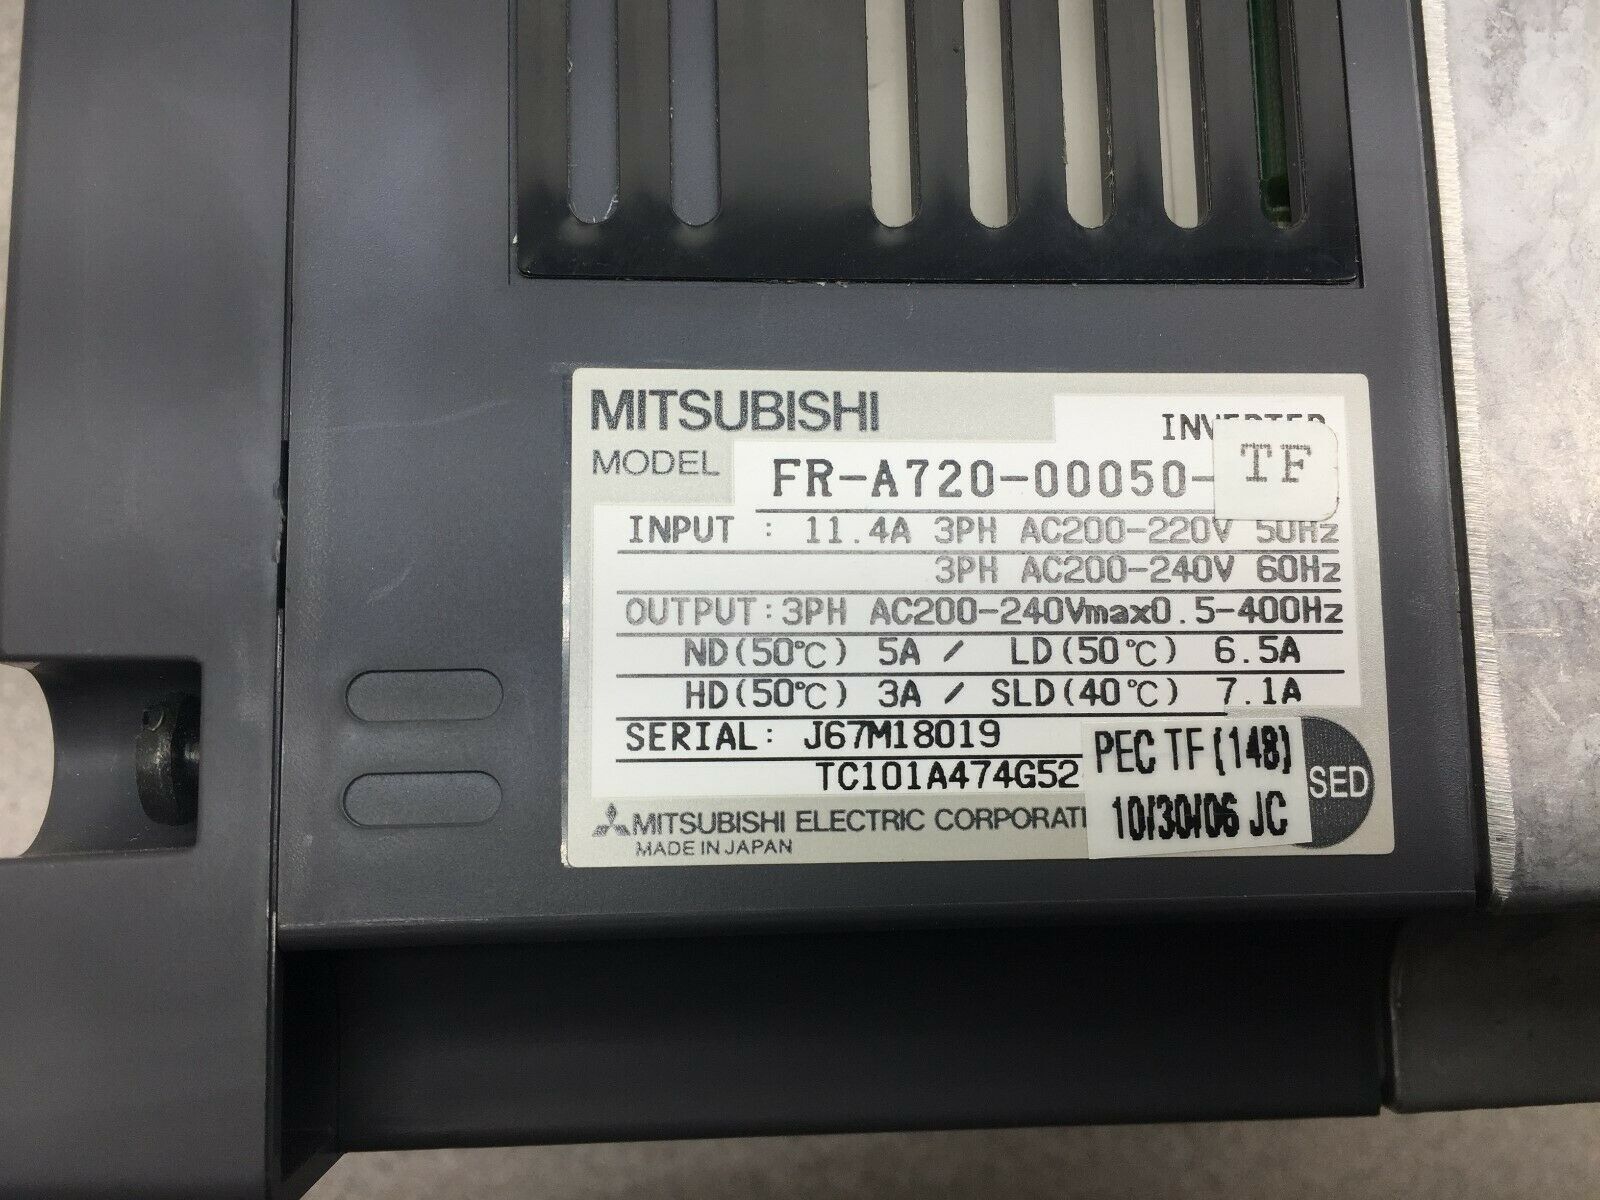 MITSUBISHI
MODEL FR-A720-00050- TF
INPUT : 11.4A 3PH AC200-220V 50Hz
3PH AC200-240V 60Hz
OUTPUT:3PH AC200-240Vmax0.5-400Hz
ND(50℃) 5A / LD(50℃) 6.5A
HD(50℃) 3A / SLD(40℃) 7.1A
SERIAL: J67M18019
TC101A474G52
PEC TF (148)
10/30/06 JC
SED
MITSUBISHI ELECTRIC CORPORATI
MADE IN JAPAN